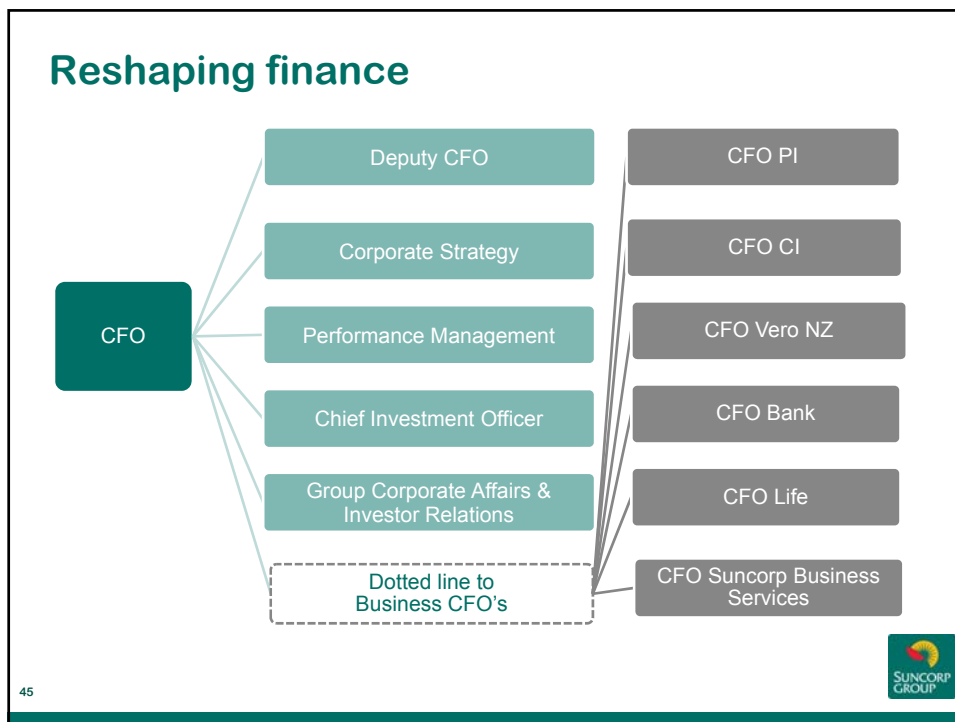 Reshaping finance
CFO
Deputy CFO
Corporate Strategy
Performance Management
Chief Investment Officer
Group Corporate Affairs &
Investor Relations
Dotted line to
Business CFO's
CFO PI
CFO CI
CFO Vero NZ
CFO Bank
CFO Life
CFO Suncorp Business
Services
45
SUNCORP
GROUP